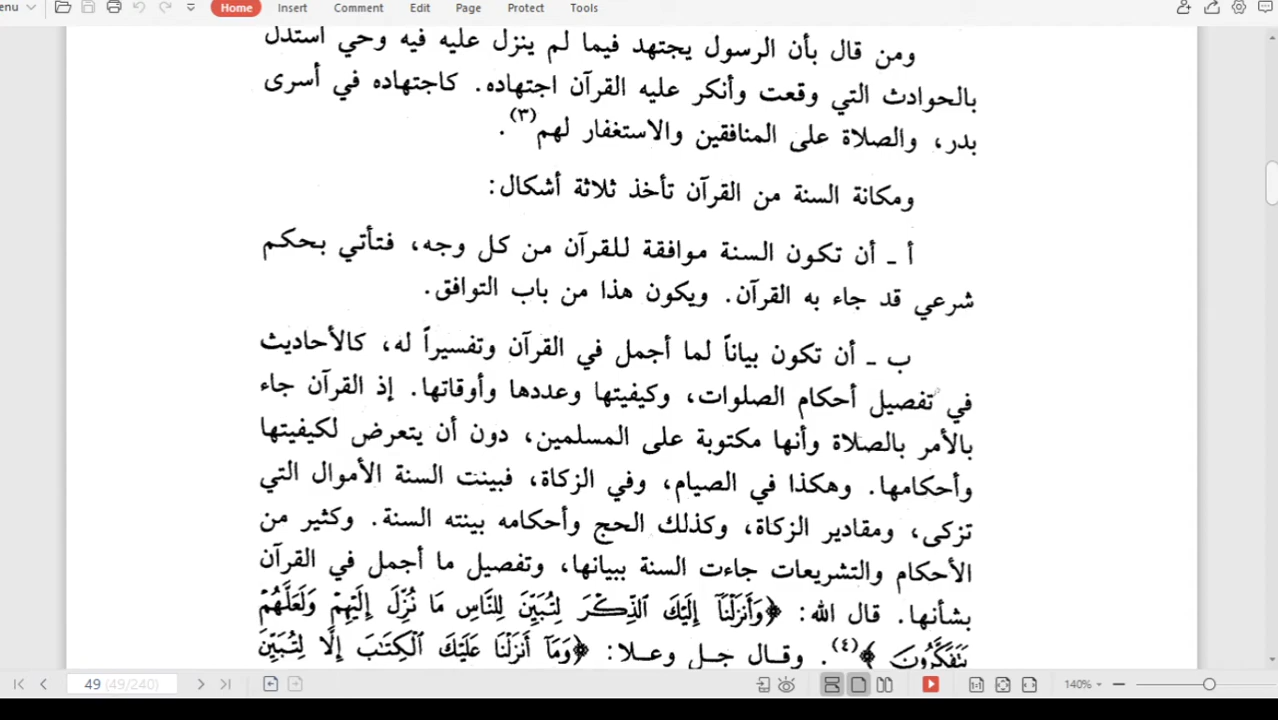 enu
Home Insert Comment Edit Page Protect Tools
ومن قال بأن الرسول يجتهد فيما لم ينزل عليه فيه وحي استدل
بالحوادث التي وقعت وأنكر عليه القرآن اجتهاده. كاجتهاده في أسرى
بدر، والصلاة على المنافقين والاستغفار لهم(٣).
ومكانة السنة من القرآن تأخذ ثلاثة أشكال:
أ ـ أن تكون السنة موافقة للقرآن من كل وجه، فتأتي بحكم
شرعي قد جاء به القرآن. ويكون هذا من باب التوافق.
ب ـ أن تكون بياناً لما أجمل في القرآن وتفسيراً له، كالأحاديث
في تفصيل أحكام الصلوات، وكيفيتها وعددها وأوقاتها. إذ القرآن جاء
بالأمر بالصلاة وأنها مكتوبة على المسلمين، دون أن يتعرض لكيفيتها
وأحكامها. وهكذا في الصيام، وفي الزكاة، فبينت السنة الأموال التي
تزكى، ومقادير الزكاة، وكذلك الحج وأحكامه بينته السنة. وكثير من
الأحكام والتشريعات جاءت السنة ببيانها، وتفصيل ما أجمل في القرآن
بشأنها. قال الله: ﴿وَأَنزَلْنَآ إِلَيْكَ ٱلذِّكْرَ لِتُبَيِّنَ لِلنَّاسِ مَا نُزِّلَ إِلَيْهِمْ وَلَعَلَّهُمْ
يَتَفَكَّرُونَ﴾(٤). وقال جل وعلا: ﴿وَمَآ أَنزَلْنَا عَلَيْكَ ٱلْكِتَٰبَ إِلَّا لِتُبَيِّنَ
49 (49/240) 140%